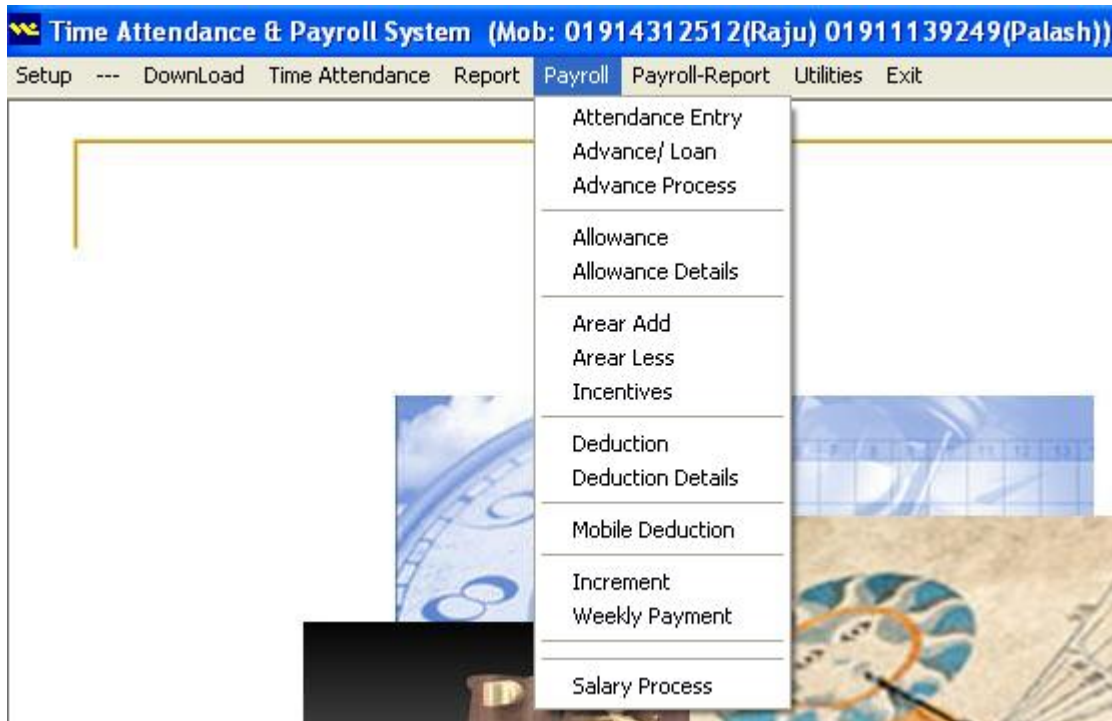 Time Attendance & Payroll System (Mob: 01914312512(Raju) 01911139249(Palash))
Setup --- DownLoad Time Attendance Report Payroll Payroll-Report Utilities Exit
Attendance Entry
Advance/ Loan
Advance Process
Allowance
Allowance Details
Arear Add
Arear Less
Incentives
Deduction
Deduction Details
Mobile Deduction
Increment
Weekly Payment
Salary Process